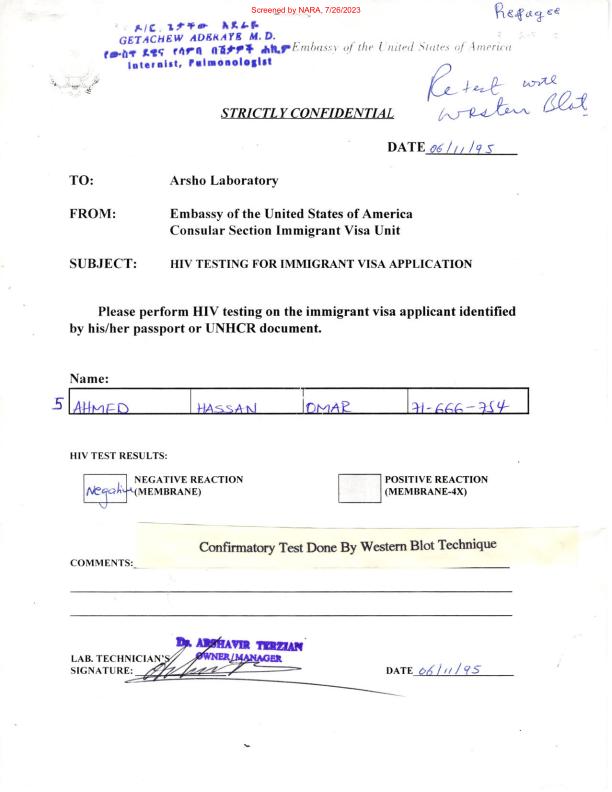 Screened by NARA, 7/26/2023
Refugee
ዶ/ር. ጌታቸው አደራዬ
GETACHEW ADERAYE M.D.
የውስጥ ደዌና የሳምባ በሽታዎች ሐኪም
Internist, Pulmonologist
Embassy of the United States of America
Retest with
Western Blot
STRICTLY CONFIDENTIAL
DATE 06/11/95
TO: Arsho Laboratory
FROM: Embassy of the United States of America
Consular Section Immigrant Visa Unit
SUBJECT: HIV TESTING FOR IMMIGRANT VISA APPLICATION
Please perform HIV testing on the immigrant visa applicant identified
by his/her passport or UNHCR document.
Name:
5 AHMED HASSAN OMAR 71-666-754
HIV TEST RESULTS:
Negative NEGATIVE REACTION (MEMBRANE)
POSITIVE REACTION (MEMBRANE-4X)
Confirmatory Test Done By Western Blot Technique
COMMENTS:
Dr. ARSHAVIR TERZIAN
OWNER/MANAGER
LAB. TECHNICIAN'S
SIGNATURE: DATE 06/11/95